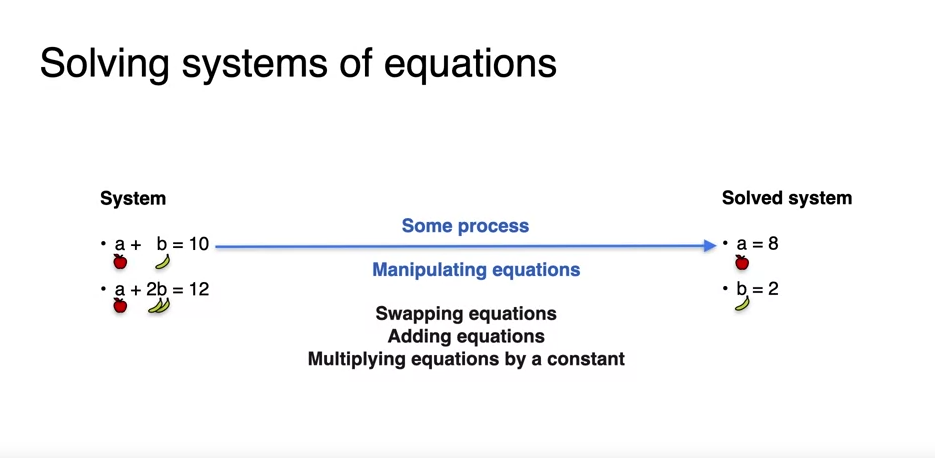 Solving systems of equations
System
• a + b = 10
• a + 2b = 12
Some process
Manipulating equations
Swapping equations
Adding equations
Multiplying equations by a constant
Solved system
• a = 8
• b = 2